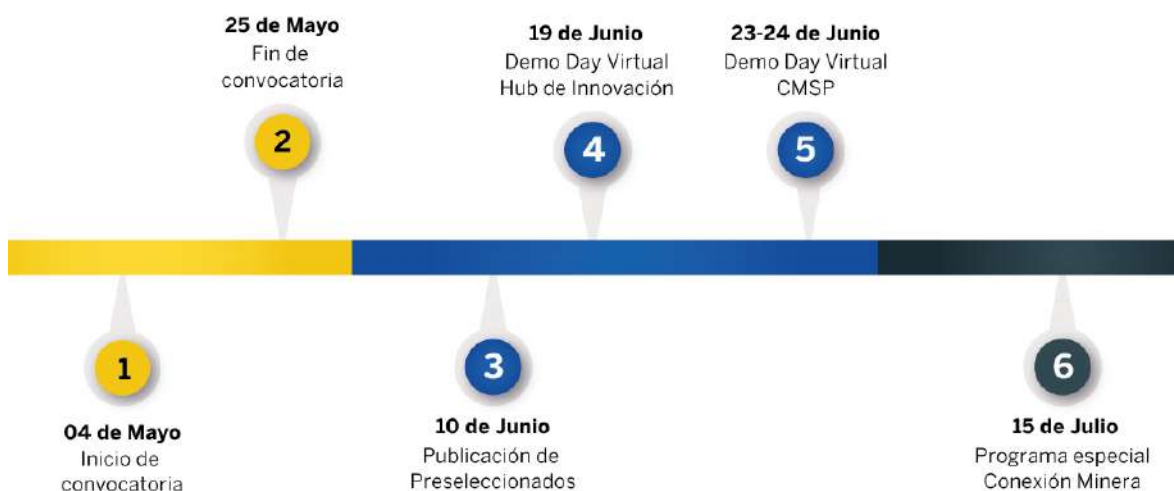 04 de Mayo
Inicio de
convocatoria
1
25 de Mayo
Fin de
convocatoria
2
10 de Junio
Publicación de
Preseleccionados
3
19 de Junio
Demo Day Virtual
Hub de Innovación
4
23-24 de Junio
Demo Day Virtual
CMSP
5
15 de Julio
Programa especial
Conexión Minera
6